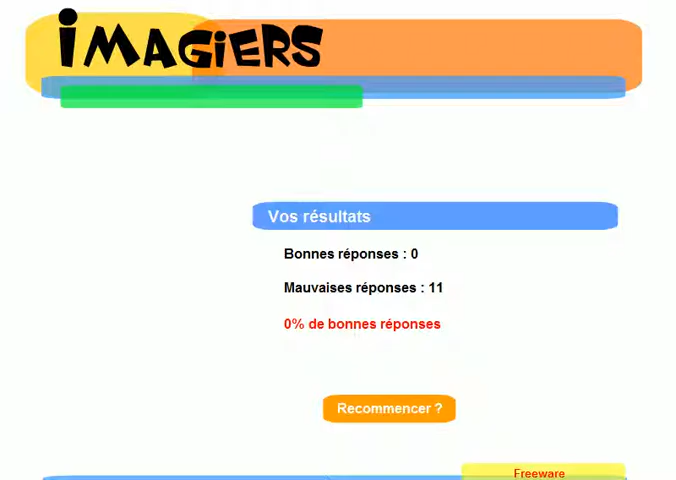 iMAGiERS
Vos résultats
Bonnes réponses : 0
Mauvaises réponses : 11
0% de bonnes réponses
Recommencer ?
Freeware